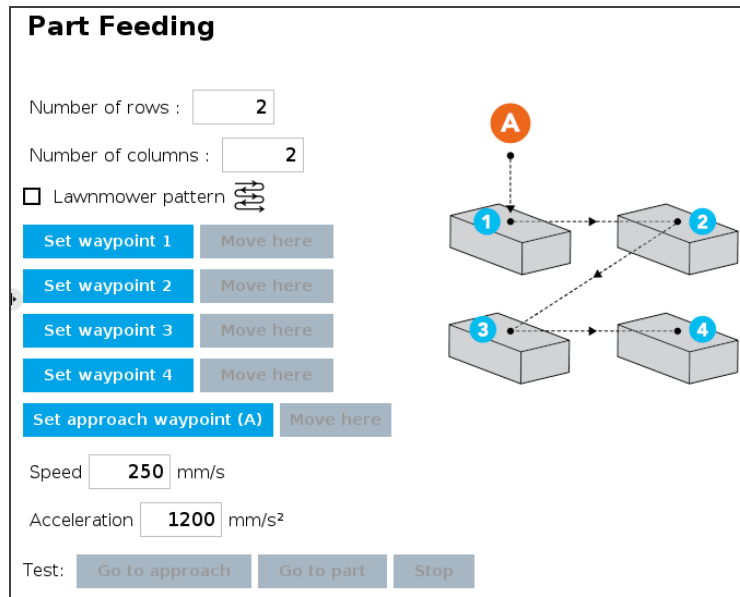 Part Feeding
Number of rows : 2
Number of columns : 2
Lawnmower pattern
Set waypoint 1 Move here
Set waypoint 2 Move here
Set waypoint 3 Move here
Set waypoint 4 Move here
Set approach waypoint (A) Move here
Speed 250 mm/s
Acceleration 1200 mm/s²
Test: Go to approach Go to part Stop
A
1 2
3 4